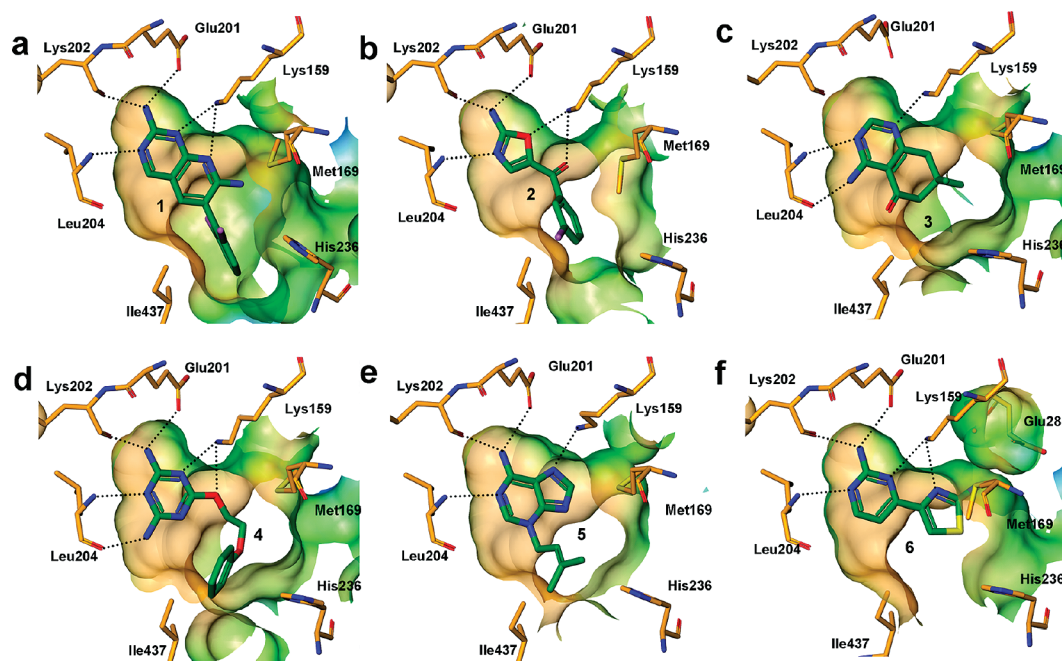 a
Lys202
Glu201
Lys159
Met169
Leu204
1
His236
Ile437
b
Lys202
Glu201
Lys159
Met169
Leu204
2
His236
Ile437
c
Lys202
Glu201
Lys159
Met169
Leu204
3
His236
Ile437
d
Lys202
Glu201
Lys159
Met169
Leu204
4
His236
Ile437
e
Lys202
Glu201
Lys159
Met169
Leu204
5
His236
Ile437
f
Lys202
Glu201
Lys159
Glu28
Met169
Leu204
6
His236
Ile437